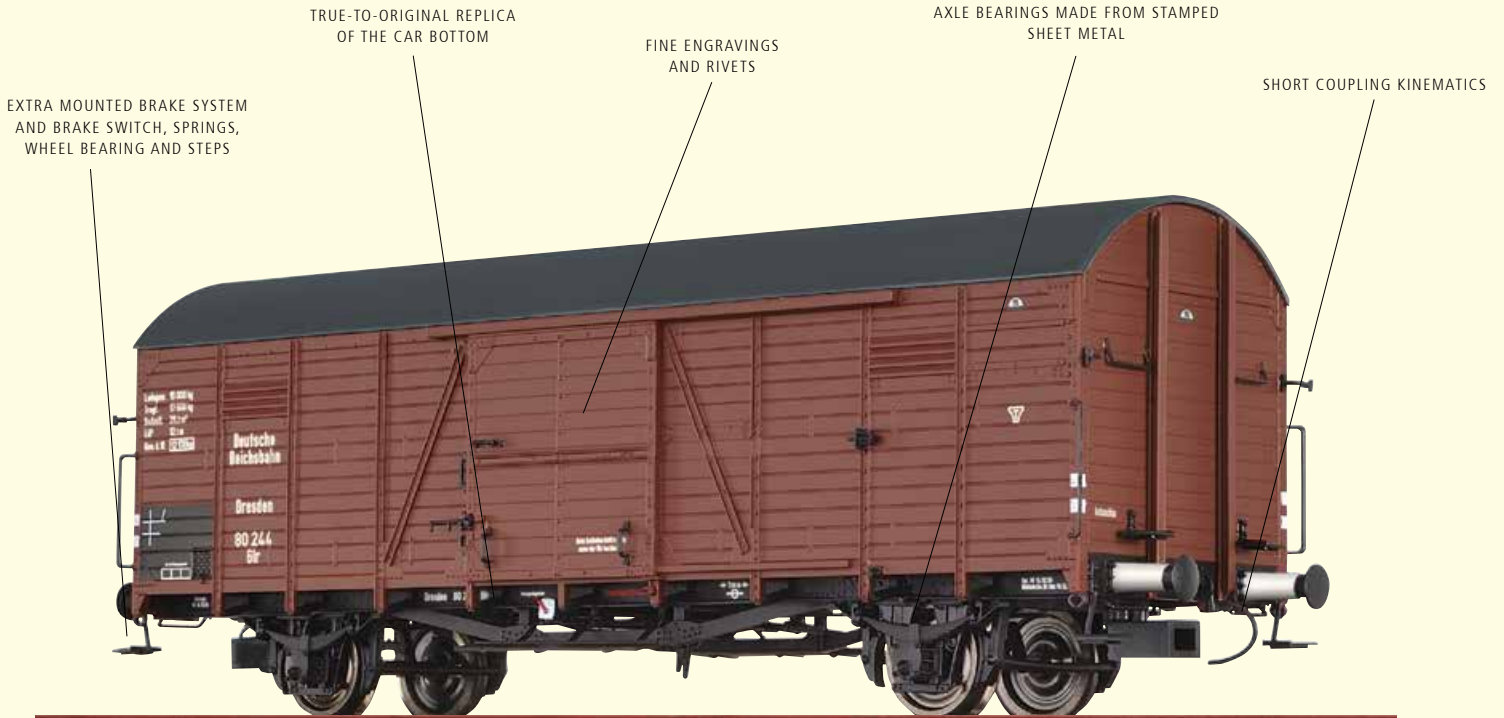 TRUE-TO-ORIGINAL REPLICA
OF THE CAR BOTTOM
AXLE BEARINGS MADE FROM STAMPED
SHEET METAL
FINE ENGRAVINGS
AND RIVETS
SHORT COUPLING KINEMATICS
EXTRA MOUNTED BRAKE SYSTEM
AND BRAKE SWITCH, SPRINGS,
WHEEL BEARING AND STEPS
Deutsche
Reichsbahn
Dresden
80 244
Glr
Dresden